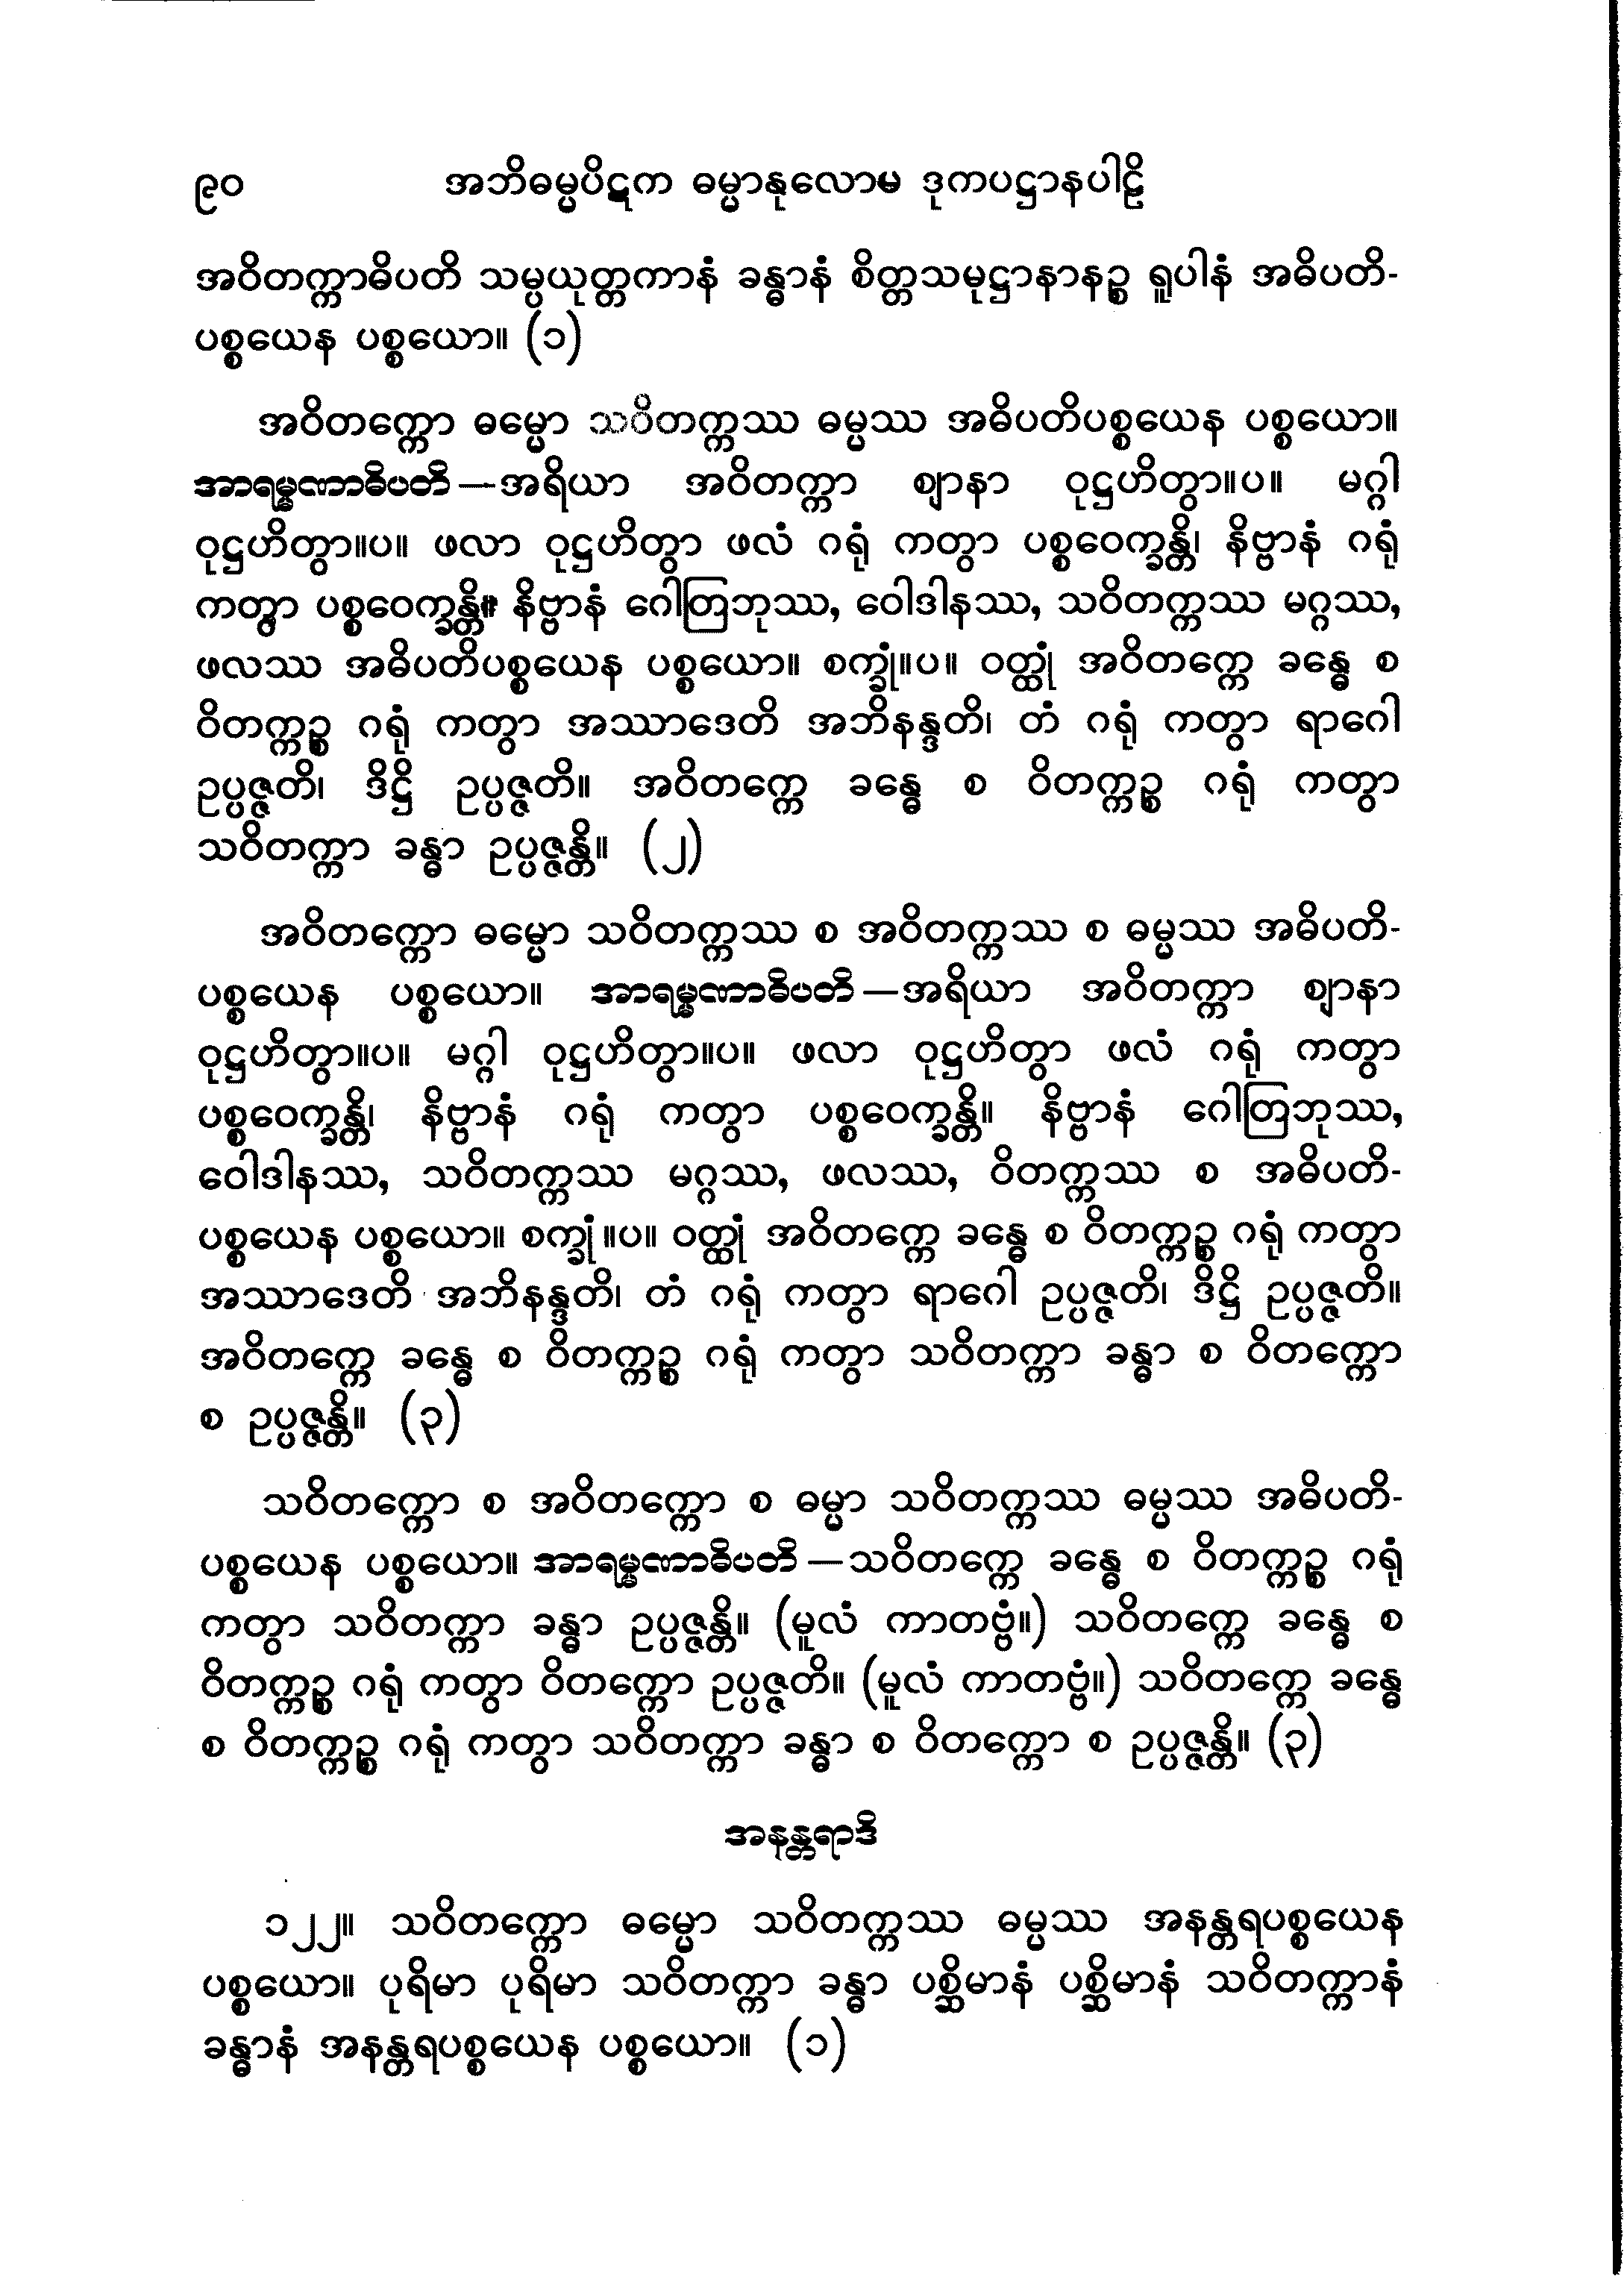 ၉၀ အဘိဓမ္မပိဋက ဓမ္မာနုလောမ ဒုကပဋ္ဌာနပါဠိ
အဝိတက္ကာဓိပတိ သမ္ပယုတ္တကာနံ ခန္ဓာနံ စိတ္တသမုဋ္ဌာနာနဉ္စ ရူပါနံ အဓိပတိ-
ပစ္စယေန ပစ္စယော။ (၁)
အဝိတက္ကော ဓမ္မော သဝိတက္ကဿ ဓမ္မဿ အဓိပတိပစ္စယေန ပစ္စယော။
အာရမ္မဏာဓိပတိ—အရိယာ အဝိတက္ကာ ဈာနာ ဝုဋ္ဌဟိတွာ။ပ။ မဂ္ဂါ
ဝုဋ္ဌဟိတွာ။ပ။ ဖလာ ဝုဋ္ဌဟိတွာ ဖလံ ဂရုံ ကတွာ ပစ္စဝေက္ခန္တိ၊ နိဗ္ဗာနံ ဂရုံ
ကတွာ ပစ္စဝေက္ခန္တိ။ နိဗ္ဗာနံ ဂေါတြဘုဿ, ဝေါဒါနဿ, သဝိတက္ကဿ မဂ္ဂဿ,
ဖလဿ အဓိပတိပစ္စယေန ပစ္စယော။ စက္ခုံ။ပ။ ဝတ္ထုံ အဝိတက္ကေ ခန္ဓေ စ
ဝိတက္ကဉ္စ ဂရုံ ကတွာ အဿာဒေတိ အဘိနန္ဒတိ၊ တံ ဂရုံ ကတွာ ရာဂေါ
ဥပ္ပဇ္ဇတိ၊ ဒိဋ္ဌိ ဥပ္ပဇ္ဇတိ။ အဝိတက္ကေ ခန္ဓေ စ ဝိတက္ကဉ္စ ဂရုံ ကတွာ
သဝိတက္ကာ ခန္ဓာ ဥပ္ပဇ္ဇန္တိ။ (၂)
အဝိတက္ကော ဓမ္မော သဝိတက္ကဿ စ အဝိတက္ကဿ စ ဓမ္မဿ အဓိပတိ-
ပစ္စယေန ပစ္စယော။ အာရမ္မဏာဓိပတိ—အရိယာ အဝိတက္ကာ ဈာနာ
ဝုဋ္ဌဟိတွာ။ပ။ မဂ္ဂါ ဝုဋ္ဌဟိတွာ။ပ။ ဖလာ ဝုဋ္ဌဟိတွာ ဖလံ ဂရုံ ကတွာ
ပစ္စဝေက္ခန္တိ၊ နိဗ္ဗာနံ ဂရုံ ကတွာ ပစ္စဝေက္ခန္တိ။ နိဗ္ဗာနံ ဂေါတြဘုဿ,
ဝေါဒါနဿ, သဝိတက္ကဿ မဂ္ဂဿ, ဖလဿ, ဝိတက္ကဿ စ အဓိပတိ-
ပစ္စယေန ပစ္စယော။ စက္ခုံ။ပ။ ဝတ္ထုံ အဝိတက္ကေ ခန္ဓေ စ ဝိတက္ကဉ္စ ဂရုံ ကတွာ
အဿာဒေတိ အဘိနန္ဒတိ၊ တံ ဂရုံ ကတွာ ရာဂေါ ဥပ္ပဇ္ဇတိ၊ ဒိဋ္ဌိ ဥပ္ပဇ္ဇတိ။
အဝိတက္ကေ ခန္ဓေ စ ဝိတက္ကဉ္စ ဂရုံ ကတွာ သဝိတက္ကာ ခန္ဓာ စ ဝိတက္ကော
စ ဥပ္ပဇ္ဇန္တိ။ (၃)
သဝိတက္ကော စ အဝိတက္ကော စ ဓမ္မာ သဝိတက္ကဿ ဓမ္မဿ အဓိပတိ-
ပစ္စယေန ပစ္စယော။ အာရမ္မဏာဓိပတိ—သဝိတက္ကေ ခန္ဓေ စ ဝိတက္ကဉ္စ ဂရုံ
ကတွာ သဝိတက္ကာ ခန္ဓာ ဥပ္ပဇ္ဇန္တိ။ (မူလံ ကာတဗ္ဗံ။) သဝိတက္ကေ ခန္ဓေ စ
ဝိတက္ကဉ္စ ဂရုံ ကတွာ ဝိတက္ကော ဥပ္ပဇ္ဇတိ။ (မူလံ ကာတဗ္ဗံ။) သဝိတက္ကေ ခန္ဓေ
စ ဝိတက္ကဉ္စ ဂရုံ ကတွာ သဝိတက္ကာ ခန္ဓာ စ ဝိတက္ကော စ ဥပ္ပဇ္ဇန္တိ။ (၃)
အနန္တရာဒိ
၁၂၂။ သဝိတက္ကော ဓမ္မော သဝိတက္ကဿ ဓမ္မဿ အနန္တရပစ္စယေန
ပစ္စယော။ ပုရိမာ ပုရိမာ သဝိတက္ကာ ခန္ဓာ ပစ္ဆိမာနံ ပစ္ဆိမာနံ သဝိတက္ကာနံ
ခန္ဓာနံ အနန္တရပစ္စယေန ပစ္စယော။ (၁)